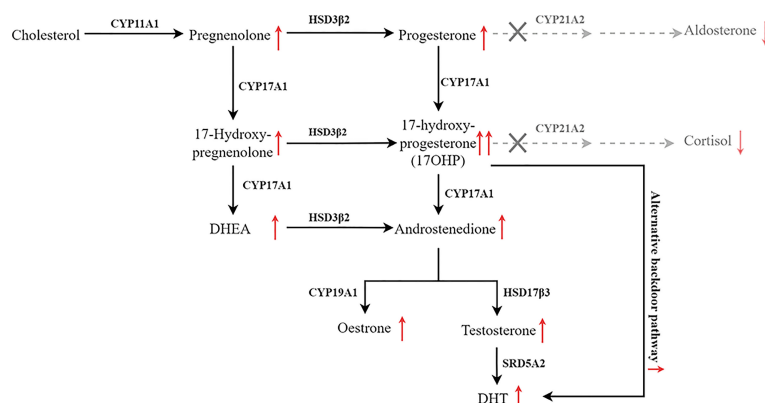 Cholesterol
CYP11A1
Pregnenolone
HSD3β2
Progesterone
CYP21A2
Aldosterone
CYP17A1
CYP17A1
17-Hydroxy-
pregnenolone
HSD3β2
17-hydroxy-
progesterone
(17OHP)
CYP21A2
Cortisol
CYP17A1
CYP17A1
DHEA
HSD3β2
Androstenedione
Alternative backdoor pathway
CYP19A1
HSD17β3
Oestrone
Testosterone
SRD5A2
DHT